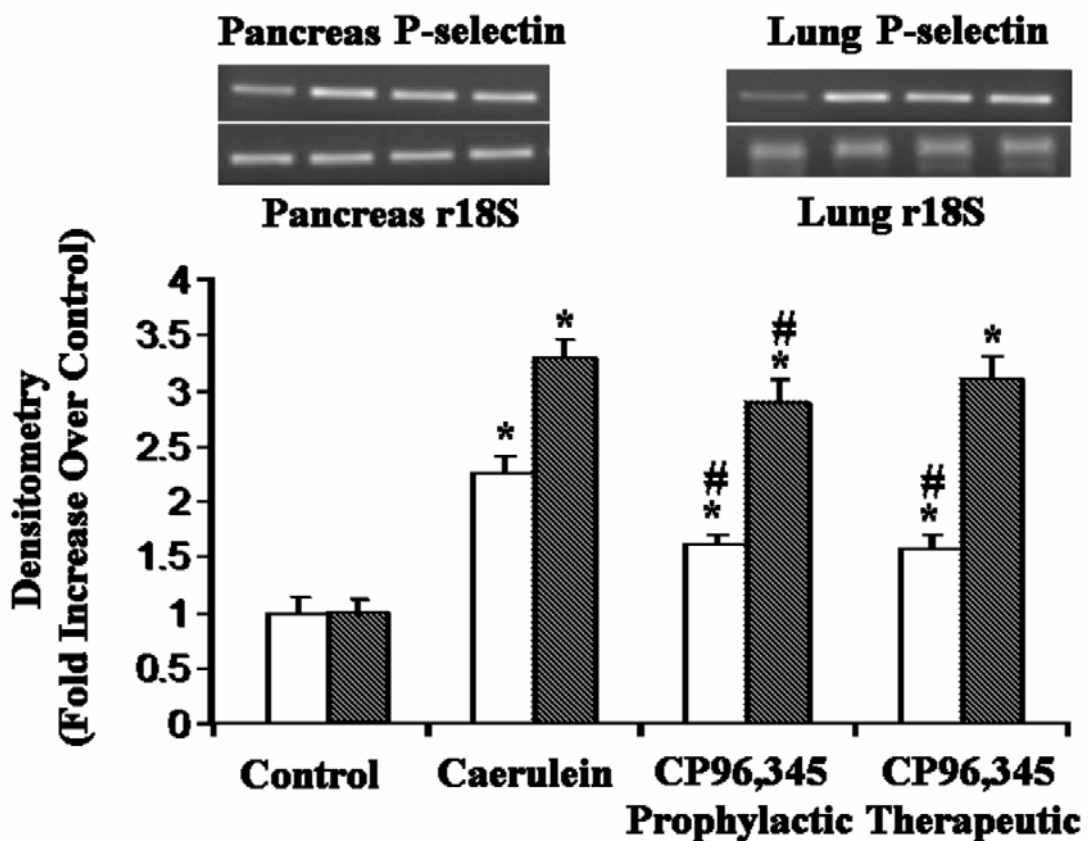 Pancreas P-selectin
Lung P-selectin
Pancreas r18S
Lung r18S
Densitometry
(Fold Increase Over Control)
4
3.5
3
2.5
2
1.5
1
0.5
0
*
*
#
*
#
*
#
*
*
Control
Caerulein
CP96,345
Prophylactic
CP96,345
Therapeutic